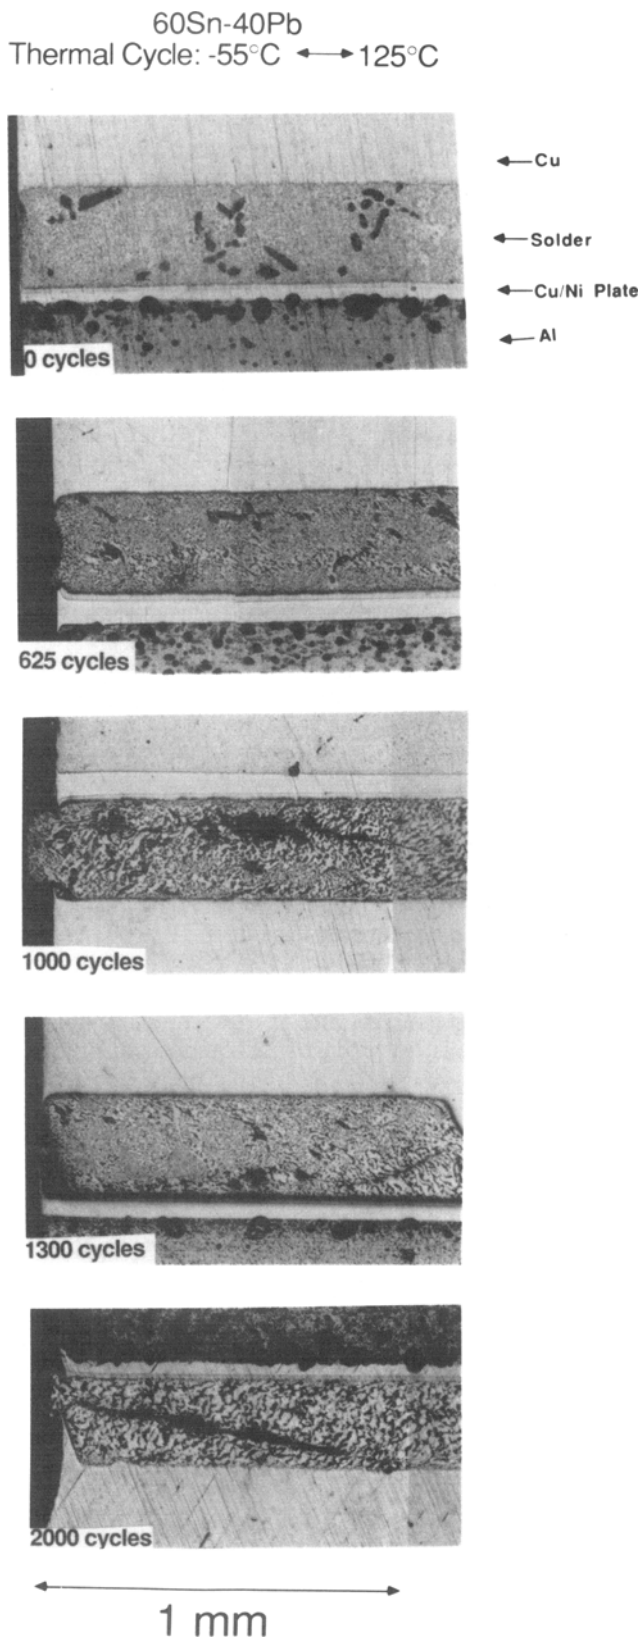 60Sn-40Pb
Thermal Cycle: -55°C ↔ 125°C
← Cu
← Solder
← Cu/Ni Plate
← Al
0 cycles
625 cycles
1000 cycles
1300 cycles
2000 cycles
1 mm